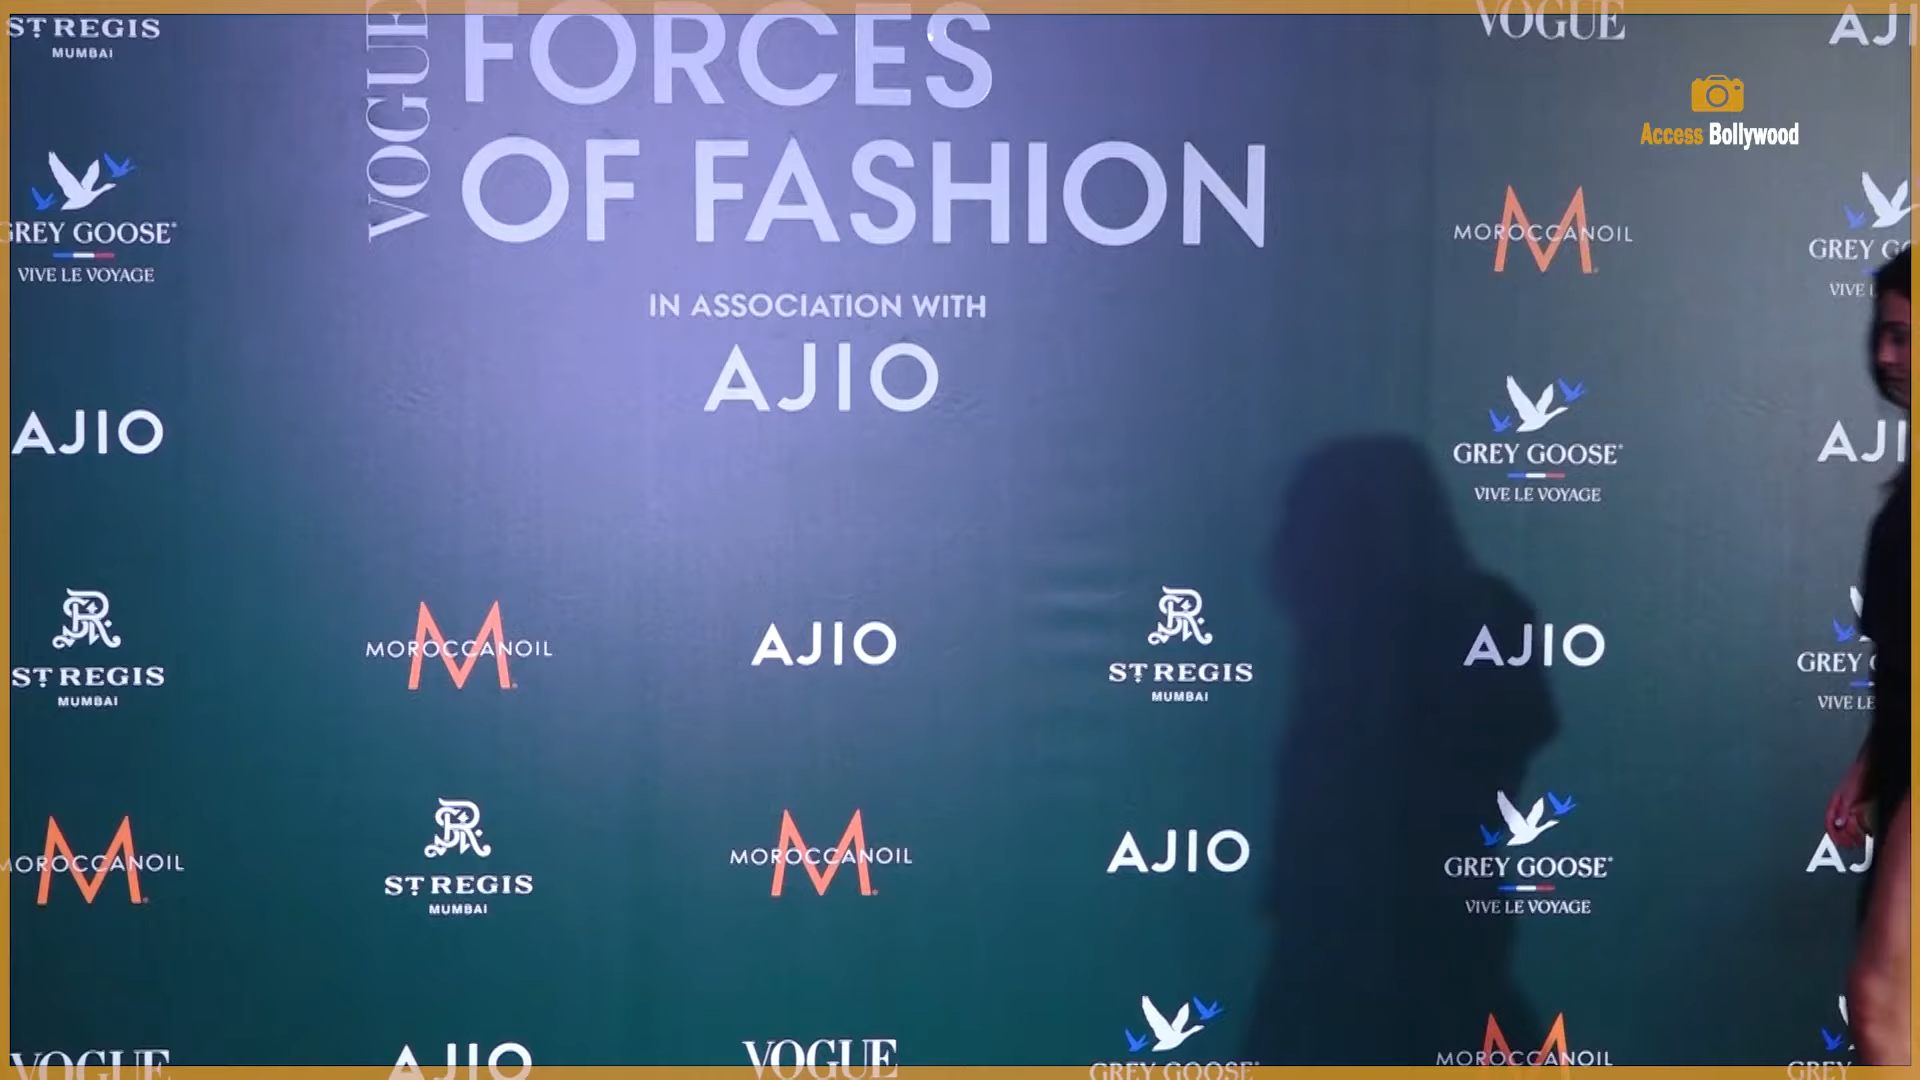 ST REGIS
MUMBAI
VOGUE
FORCES
OF FASHION
IN ASSOCIATION WITH
AJIO
VOGUE
AJI
Access Bollywood
GREY GOOSE
VIVE LE VOYAGE
MOROCCANOIL
M
GREY GO
VIVE L
AJIO
GREY GOOSE
VIVE LE VOYAGE
AJI
ST REGIS
MUMBAI
MOROCCANOIL
M
AJIO
ST REGIS
MUMBAI
AJIO
GREY
VIVE LE
MOROCCANOIL
M
ST REGIS
MUMBAI
MOROCCANOIL
M
AJIO
GREY GOOSE
VIVE LE VOYAGE
AJ
VOGUE
AJIO
VOGUE
GREY GOOSE
MOROCCANOIL
M
GREY